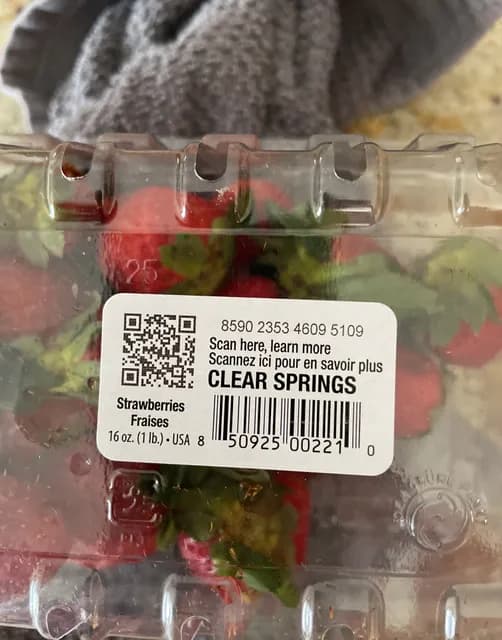 25
8590 2353 4609 5109
Scan here, learn more
Scannez ici pour en savoir plus
CLEAR SPRINGS
Strawberries
Fraises
16 oz. (1 lb.) • USA
8 50925 00221 0